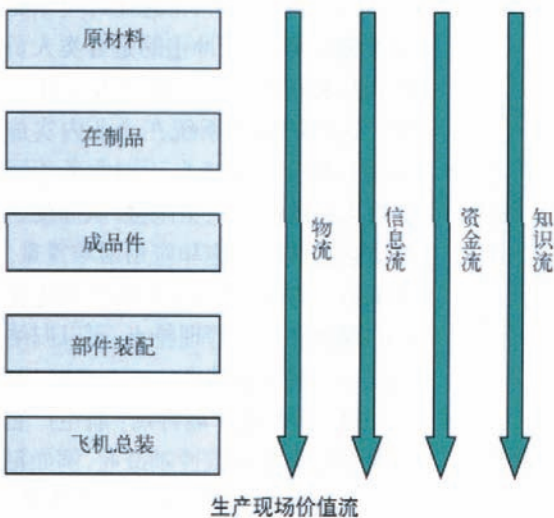 原材料
在制品
成品件
部件装配
飞机总装
物流
信息流
资金流
知识流
生产现场价值流